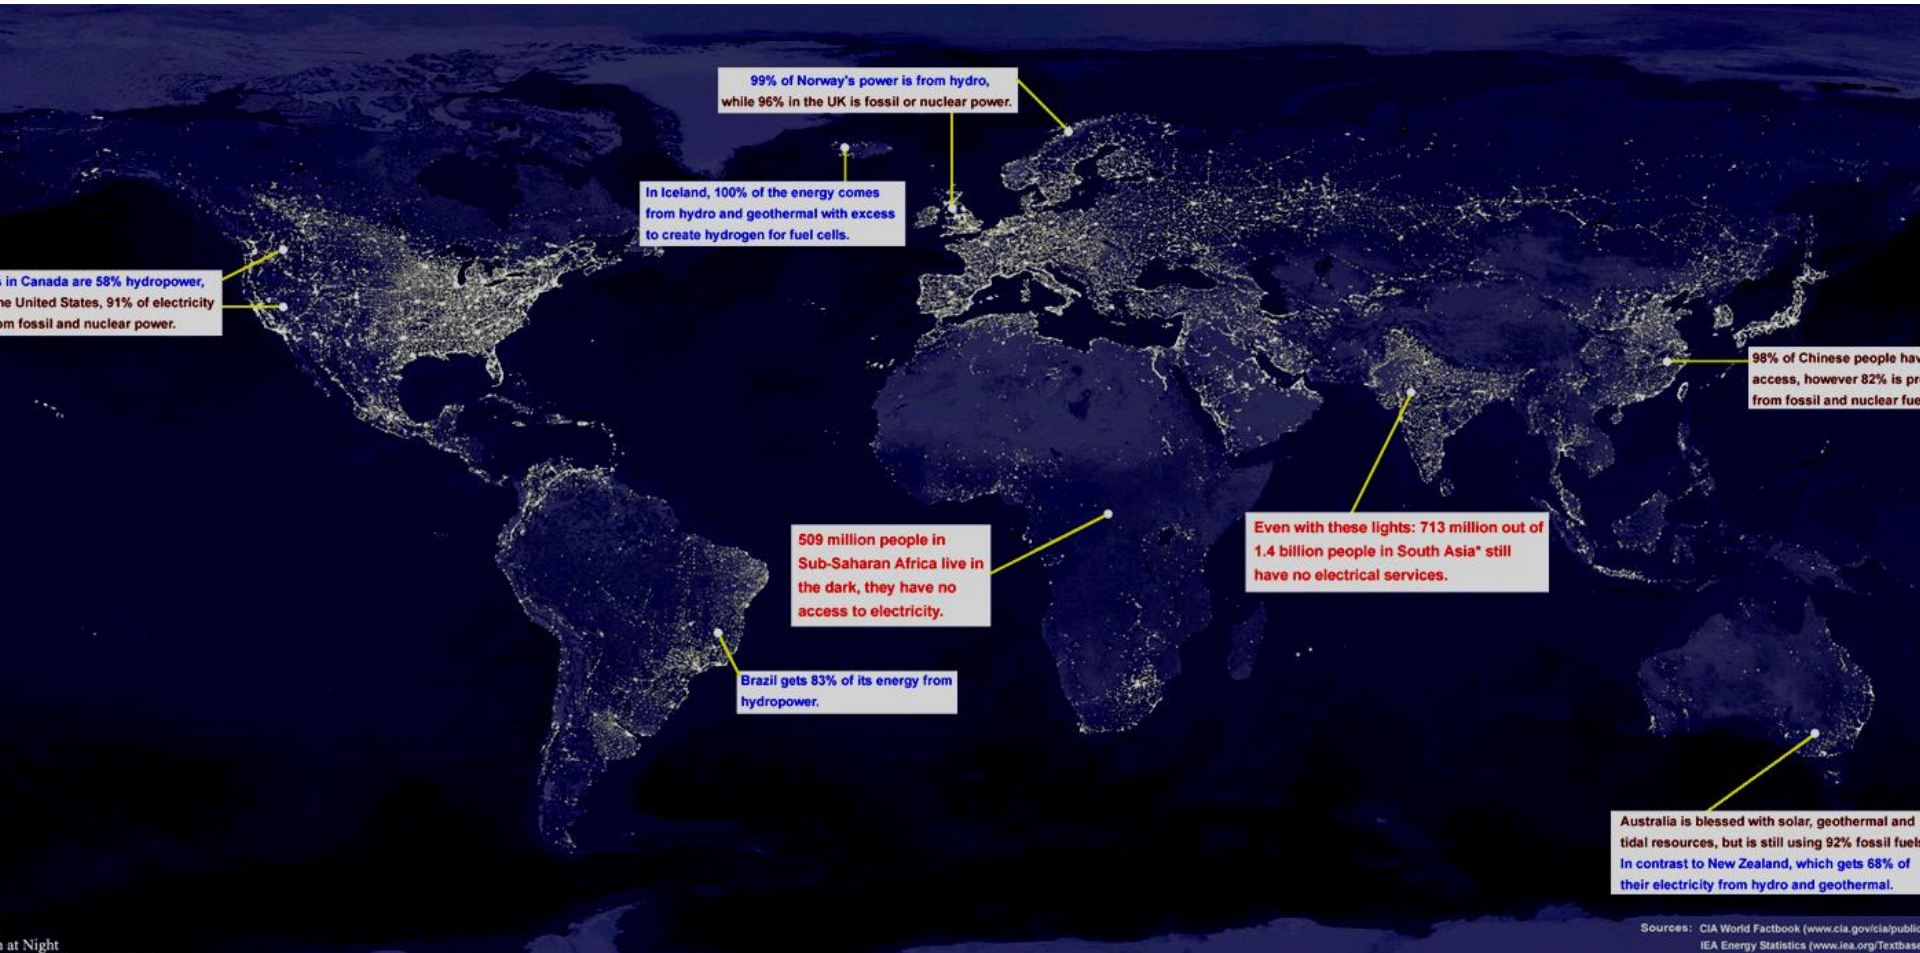 99% of Norway's power is from hydro,
while 96% in the UK is fossil or nuclear power.
In Iceland, 100% of the energy comes
from hydro and geothermal with excess
to create hydrogen for fuel cells.
in Canada are 58% hydropower,
United States, 91% of electricity
fossil and nuclear power.
98% of Chinese people
access, however 82% is
from fossil and nuclear
509 million people in
Sub-Saharan Africa live in
the dark, they have no
access to electricity.
Even with these lights: 713 million out of
1.4 billion people in South Asia* still
have no electrical services.
Brazil gets 83% of its energy from
hydropower.
Australia is blessed with solar, geothermal and
tidal resources, but is still using 92% fossil fuels
In contrast to New Zealand, which gets 68% of
their electricity from hydro and geothermal.
at Night
Sources: CIA World Factbook (www.cia.gov/cia/public
IEA Energy Statistics (www.iea.org/Textbase